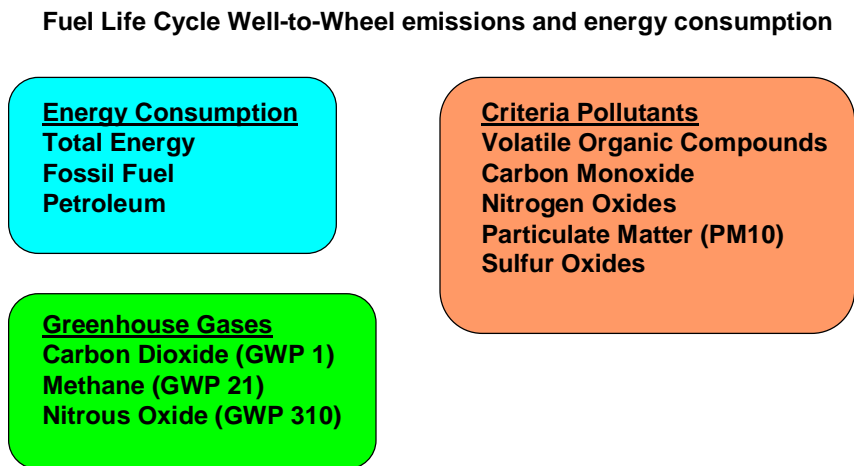 Fuel Life Cycle Well-to-Wheel emissions and energy consumption
Energy Consumption
Total Energy
Fossil Fuel
Petroleum
Criteria Pollutants
Volatile Organic Compounds
Carbon Monoxide
Nitrogen Oxides
Particulate Matter (PM10)
Sulfur Oxides
Greenhouse Gases
Carbon Dioxide (GWP 1)
Methane (GWP 21)
Nitrous Oxide (GWP 310)